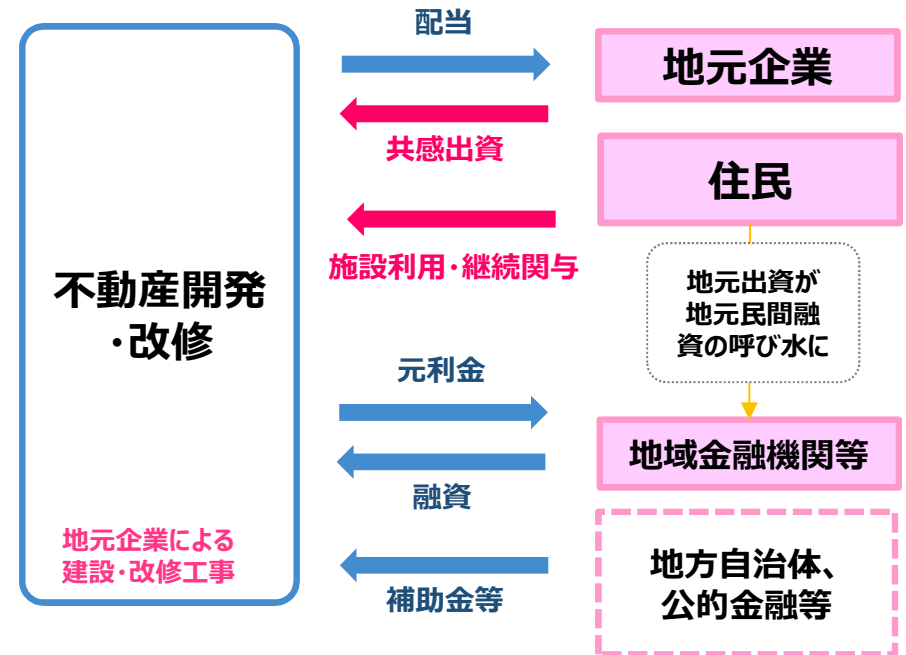 配当
地元企業
共感出資
住民
施設利用・継続関与
地元出資が
地元民間融
資の呼び水に
不動産開発
・改修
元利金
地域金融機関等
融資
地元企業による
建設・改修工事
地方自治体、
公的金融等
補助金等